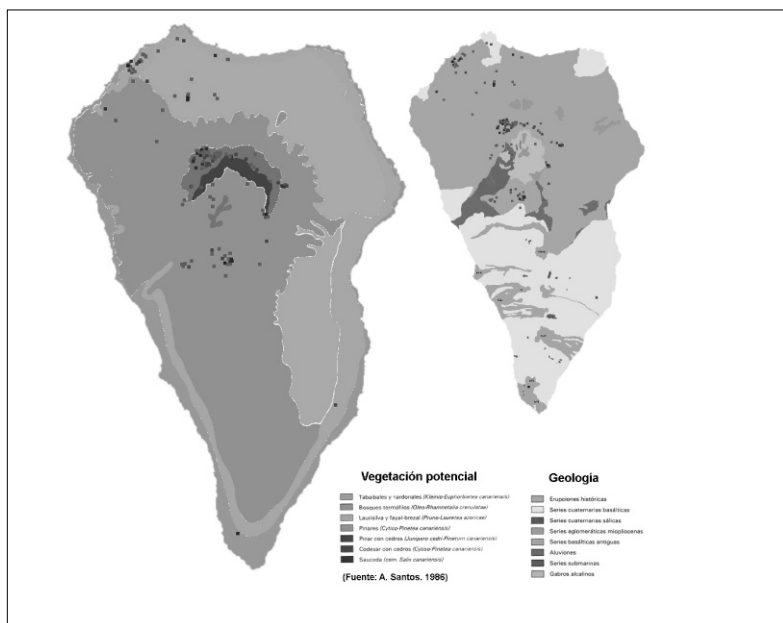 Vegetación potencial
Tabaibales y cardonales (Kleinio-Euphorbietea canariensis)
Bosques termófilos (Oleo-Rhamnetalia crenulatae)
Laurisilva y fayal-brezal (Pruno-Lauretea azoricae)
Pinares (Cytiso-Pinetea canariensis)
Pinar con cedros (Junipero cedri-Pinetum canariensis)
Codesar con cedros (Cytiso-Pinetea canariensis)
Sauceda (com. Salix canariensis)
(Fuente: A. Santos. 1986)
Geología
Erupciones históricas
Series cuaternarias basálticas
Series cuaternarias sálicas
Series aglomeráticas miopliocenas
Series basálticas antiguas
Aluviones
Series submarinas
Gabros alcalinos